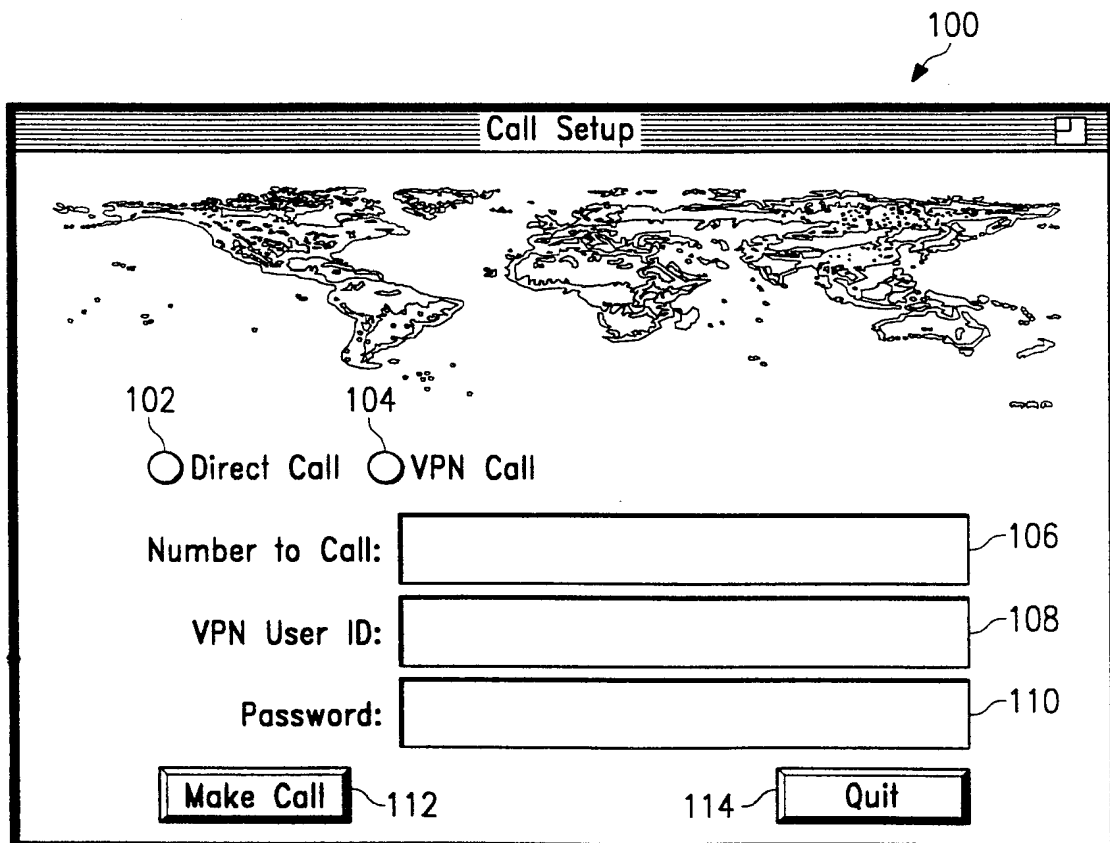 100
Call Setup
102
104
Direct Call
VPN Call
Number to Call:
106
VPN User ID:
108
Password:
110
Make Call
112
114
Quit